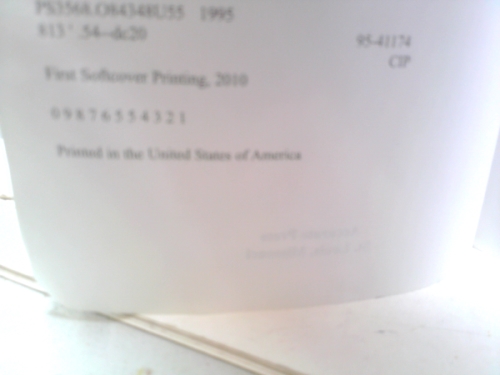 PS3568.O84348U55 1995
813'.54--dc20
95-41174
CIP
First Softcover Printing, 2010
0 9 8 7 6 5 5 4 3 2 1
Printed in the United States of America